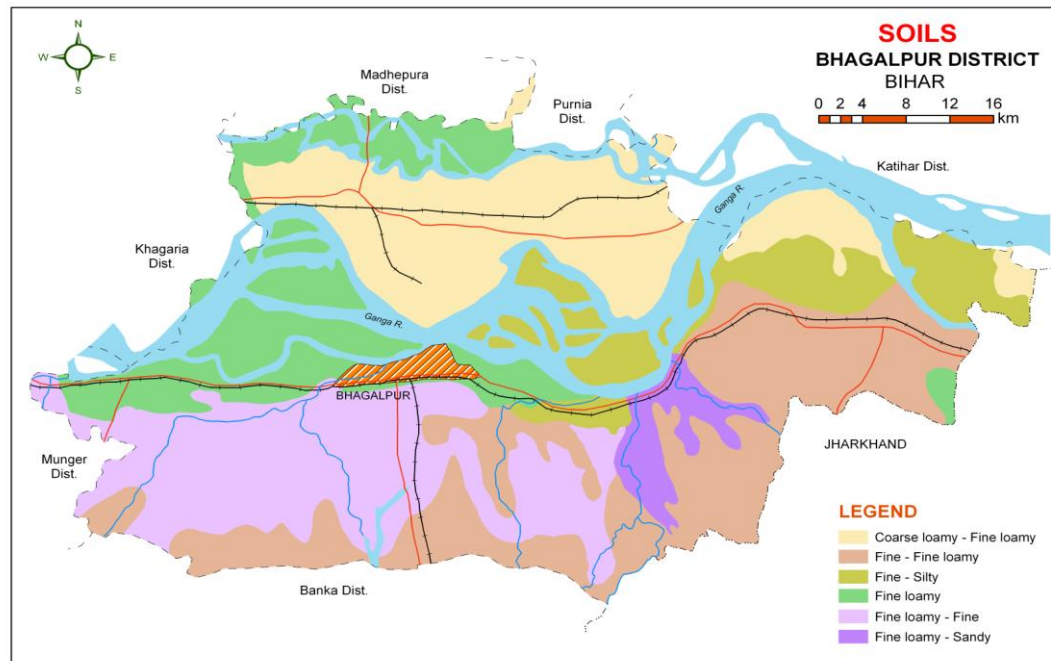 SOILS
BHAGALPUR DISTRICT
BIHAR
0 2 4 8 12 16
km
N
W E
S
Madhepura
Dist.
Purnia
Dist.
Katihar Dist.
Ganga R.
Khagaria
Dist.
Ganga R.
BHAGALPUR
Munger
Dist.
JHARKHAND
Banka Dist.
LEGEND
Coarse loamy - Fine loamy
Fine - Fine loamy
Fine - Silty
Fine loamy
Fine loamy - Fine
Fine loamy - Sandy